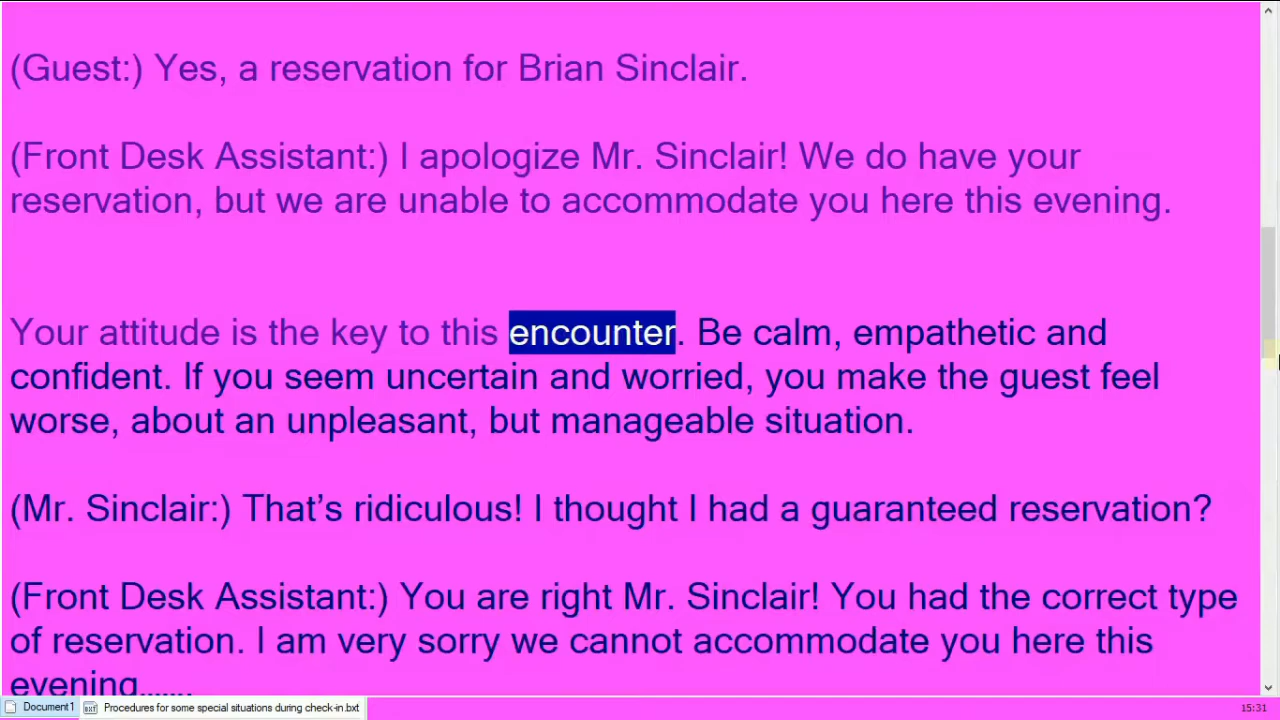 (Guest:) Yes, a reservation for Brian Sinclair.
(Front Desk Assistant:) I apologize Mr. Sinclair! We do have your
reservation, but we are unable to accommodate you here this evening.
Your attitude is the key to this encounter. Be calm, empathetic and
confident. If you seem uncertain and worried, you make the guest feel
worse, about an unpleasant, but manageable situation.
(Mr. Sinclair:) That’s ridiculous! I thought I had a guaranteed reservation?
(Front Desk Assistant:) You are right Mr. Sinclair! You had the correct type
of reservation. I am very sorry we cannot accommodate you here this
evening......
Document1 BXT Procedures for some special situations during check-in.bxt 15:31